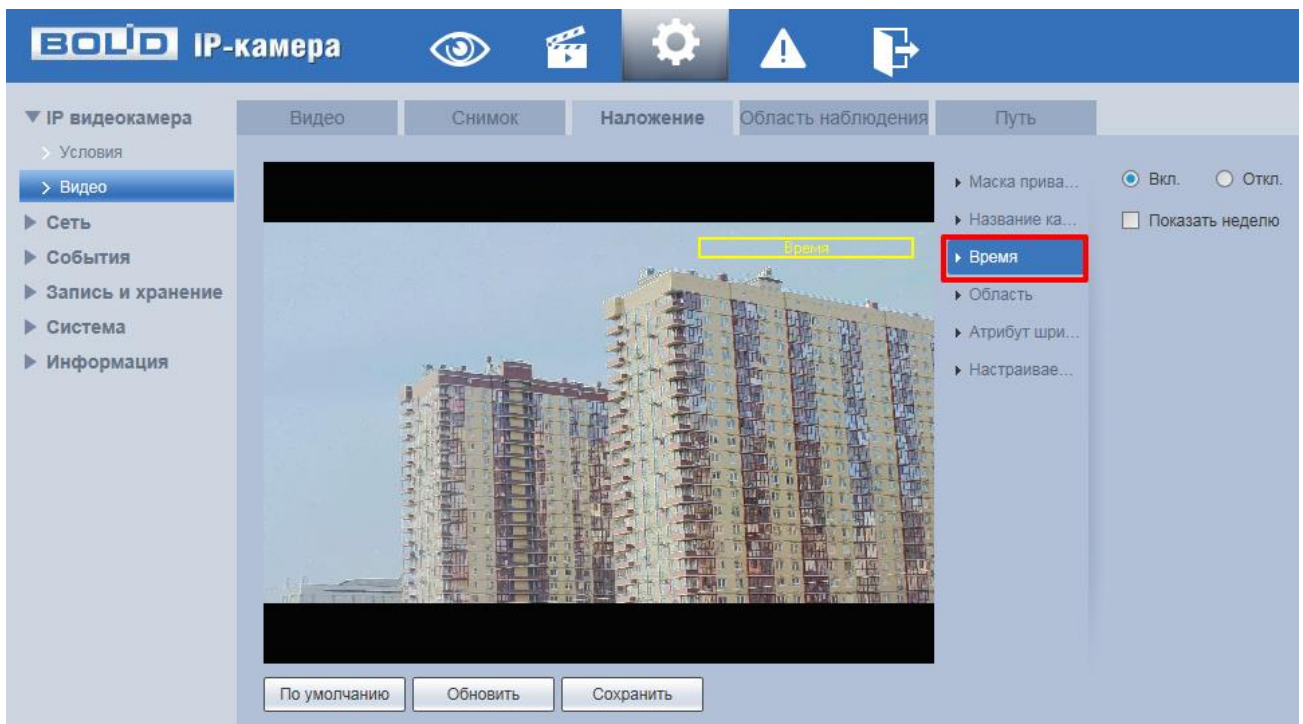 BOLID IP-камера
IP видеокамера
Условия
Видео
Сеть
События
Запись и хранение
Система
Информация
Видео
Снимок
Наложение
Область наблюдения
Путь
Время
Маска прива...
Название ка...
Время
Область
Атрибут шри...
Настраивае...
Вкл.
Откл.
Показать неделю
По умолчанию
Обновить
Сохранить